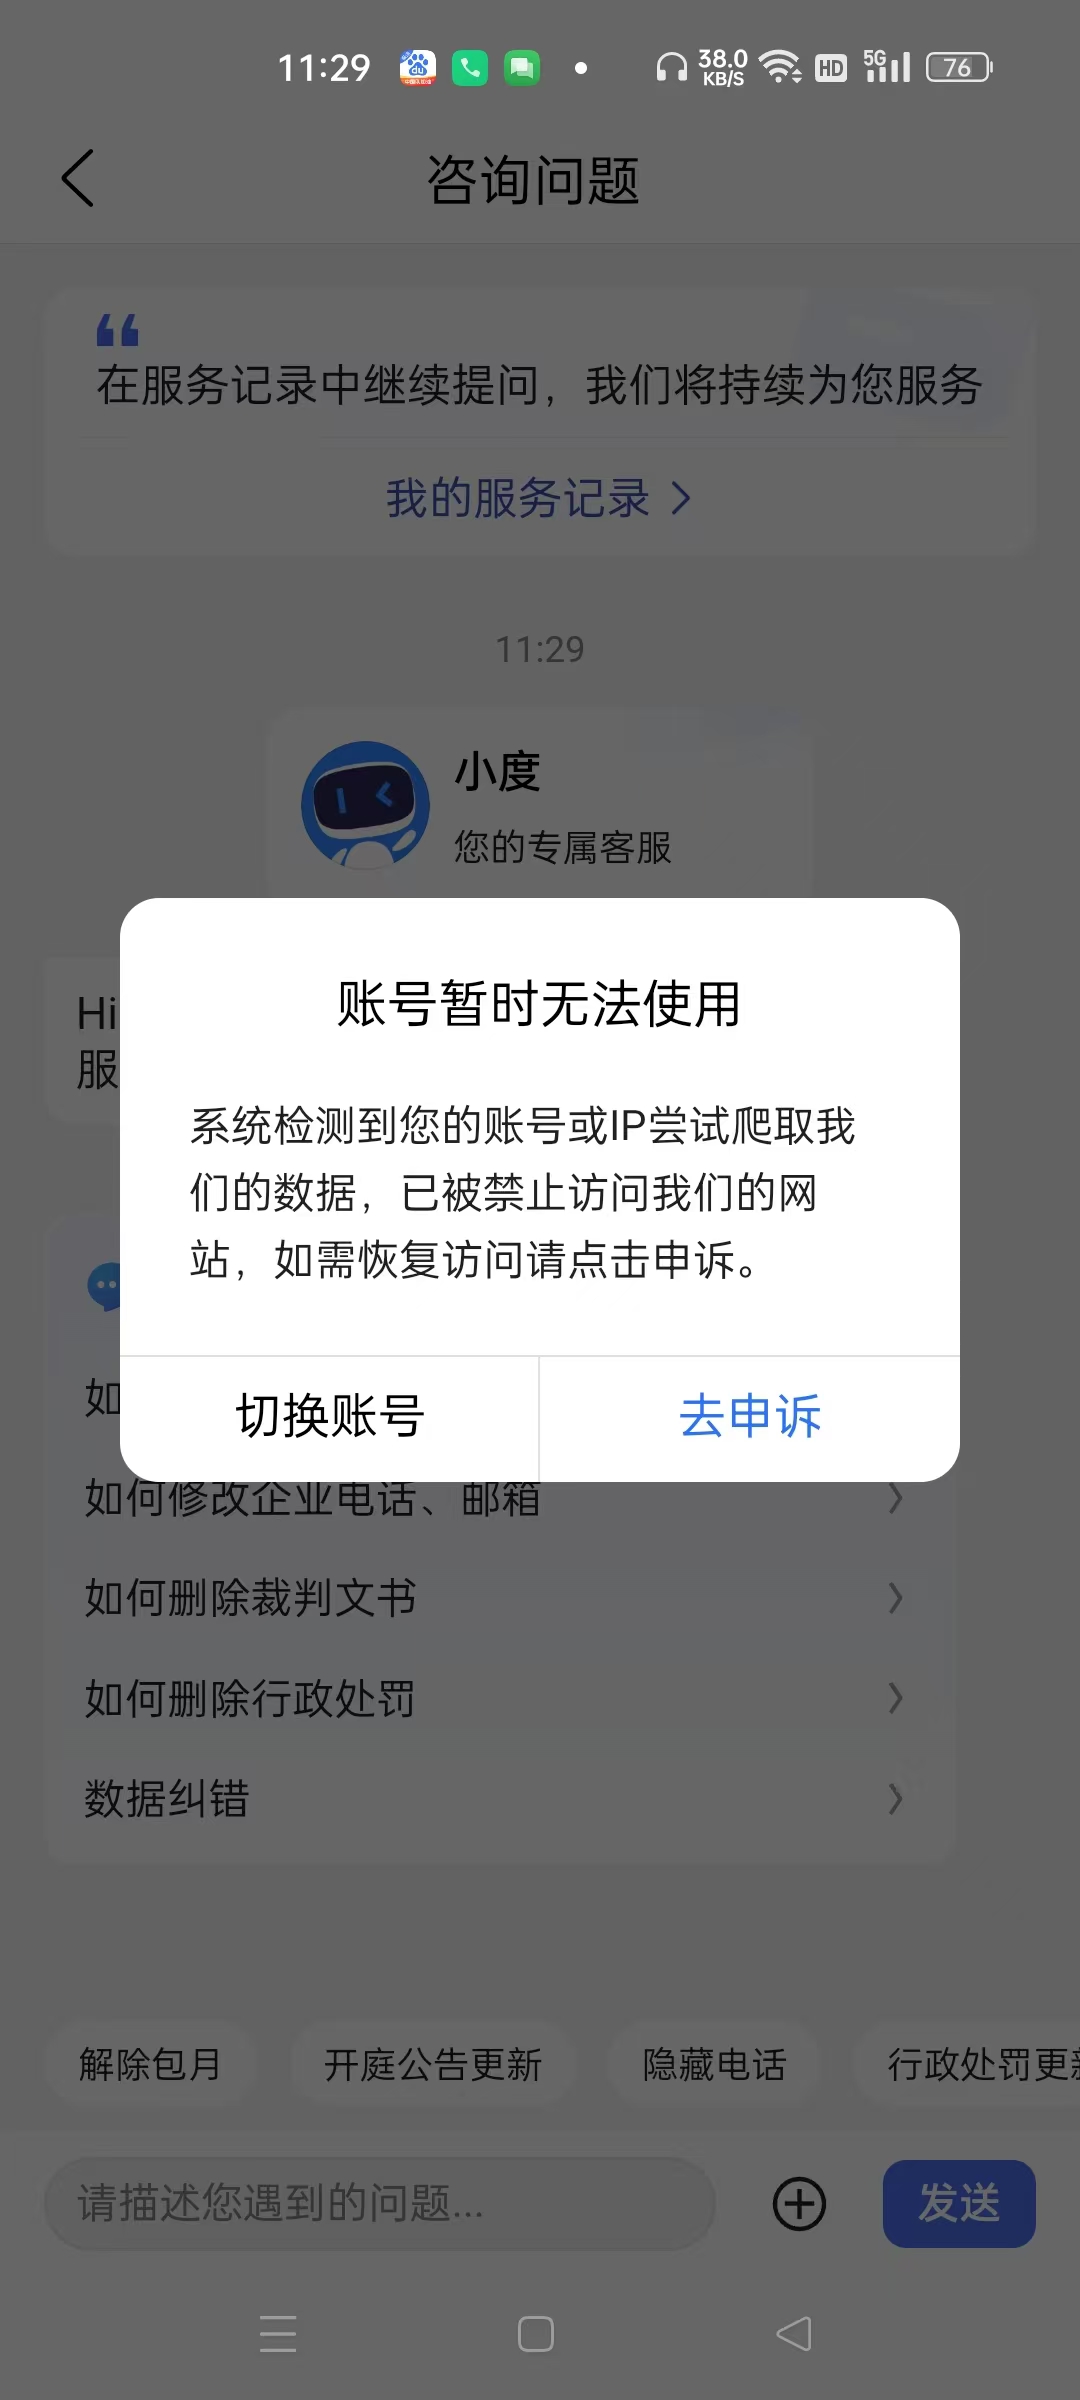 11:29
38.0
KB/S
HD
5G
76
咨询问题
在服务记录中继续提问，我们将持续为您服务
我的服务记录
11:29
小度
您的专属客服
Hi
服
账号暂时无法使用
系统检测到您的账号或IP尝试爬取我
们的数据，已被禁止访问我们的网
站，如需恢复访问请点击申诉。
切换账号
去申诉
如
如何修改企业电话、邮箱
如何删除裁判文书
如何删除行政处罚
数据纠错
解除包月
开庭公告更新
隐藏电话
行政处罚更新
请描述您遇到的问题...
发送